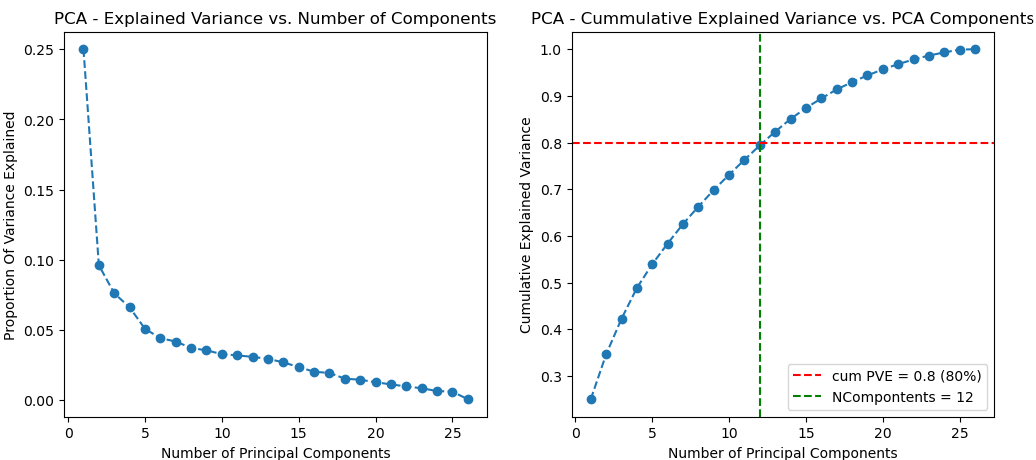 PCA - Explained Variance vs. Number of Components
0.25
0.20
0.15
0.10
0.05
0.00
Proportion Of Variance Explained
0 5 10 15 20 25
Number of Principal Components
PCA - Cummulative Explained Variance vs. PCA Components
1.0
0.9
0.8
0.7
0.6
0.5
0.4
0.3
Cumulative Explained Variance
cum PVE = 0.8 (80%)
NCompontents = 12
0 5 10 15 20 25
Number of Principal Components